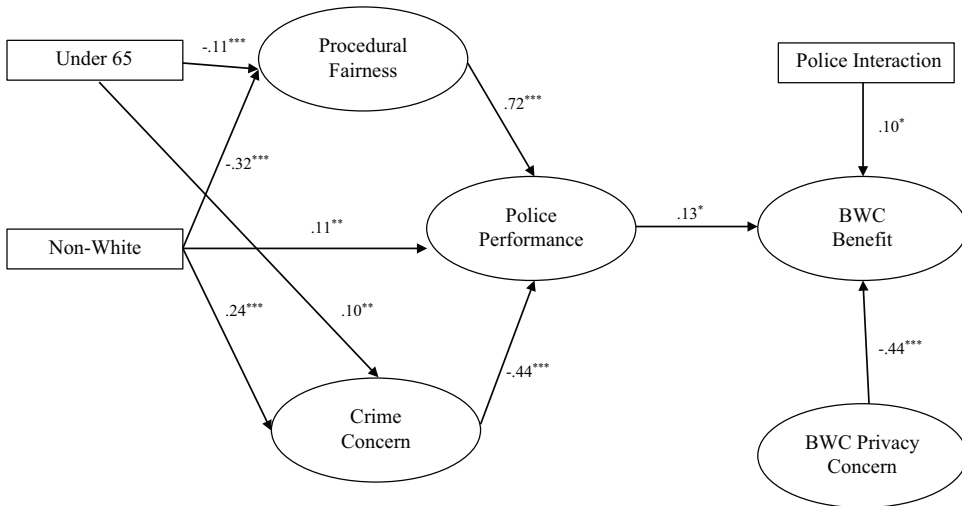 Under 65
-.11***
Procedural
Fairness
Police Interaction
.72***
.10*
-.32***
Non-White
.11**
Police
Performance
.13*
BWC
Benefit
.24***
.10**
-.44***
-.44***
Crime
Concern
BWC Privacy
Concern